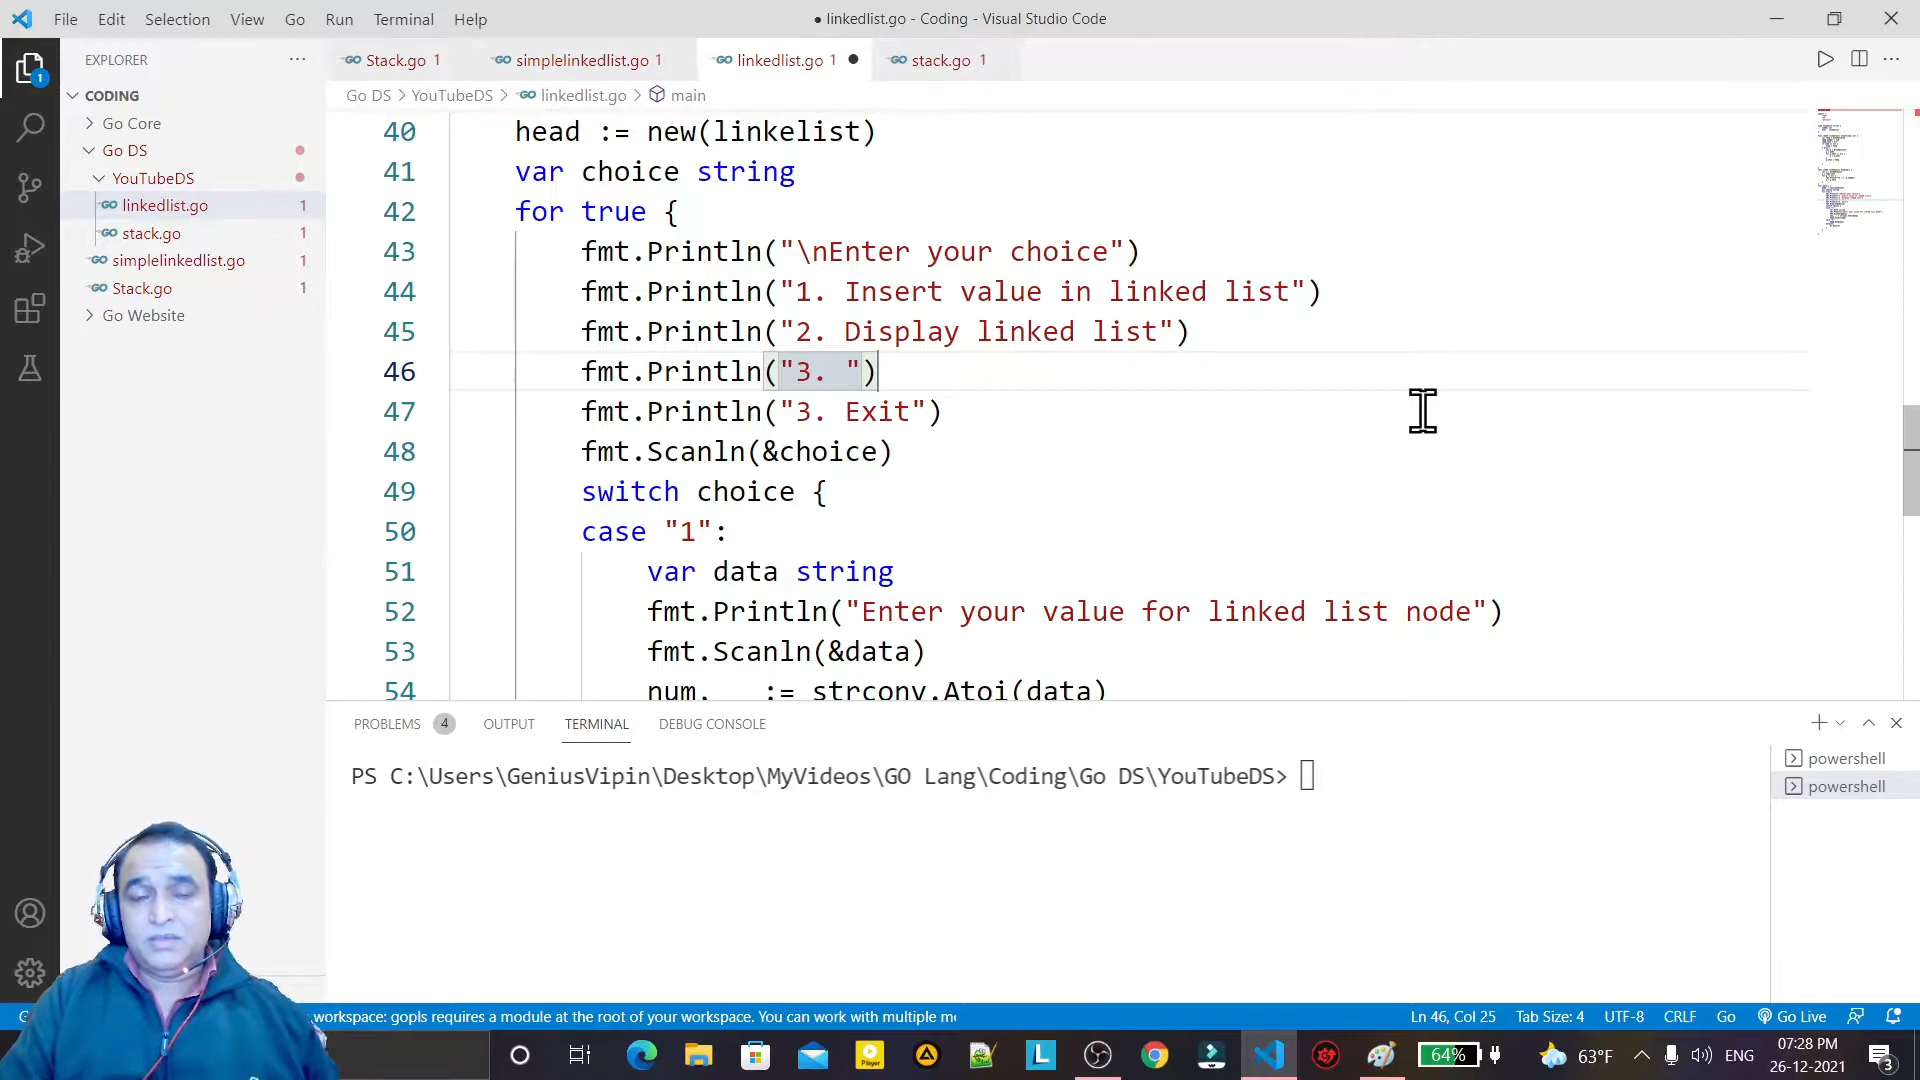 File Edit Selection View Go Run Terminal Help
● linkedlist.go - Coding - Visual Studio Code
EXPLORER
Stack.go 1
simplelinkedlist.go 1
linkedlist.go 1
stack.go 1
CODING
Go DS > YouTubeDS > linkedlist.go > main
Go Core
Go DS
YouTubeDS
linkedlist.go 1
stack.go 1
simplelinkedlist.go 1
Stack.go 1
Go Website
1
40 head := new(linkelist)
41 var choice string
42 for true {
43 fmt.Println("\nEnter your choice")
44 fmt.Println("1. Insert value in linked list")
45 fmt.Println("2. Display linked list")
46 fmt.Println("3. ")
47 fmt.Println("3. Exit")
48 fmt.Scanln(&choice)
49 switch choice {
50 case "1":
51 var data string
52 fmt.Println("Enter your value for linked list node")
53 fmt.Scanln(&data)
54 num, := strconv.Atoi(data)
PROBLEMS 4 OUTPUT TERMINAL DEBUG CONSOLE
PS C:\Users\GeniusVipin\Desktop\MyVideos\GO Lang\Coding\Go DS\YouTubeDS>
powershell
powershell
workspace: gopls requires a module at the root of your workspace. You can work with multiple
Ln 46, Col 25 Tab Size: 4 UTF-8 CRLF Go Go Live
Player
64%
63°F
ENG
07:28 PM
26-12-2021
3